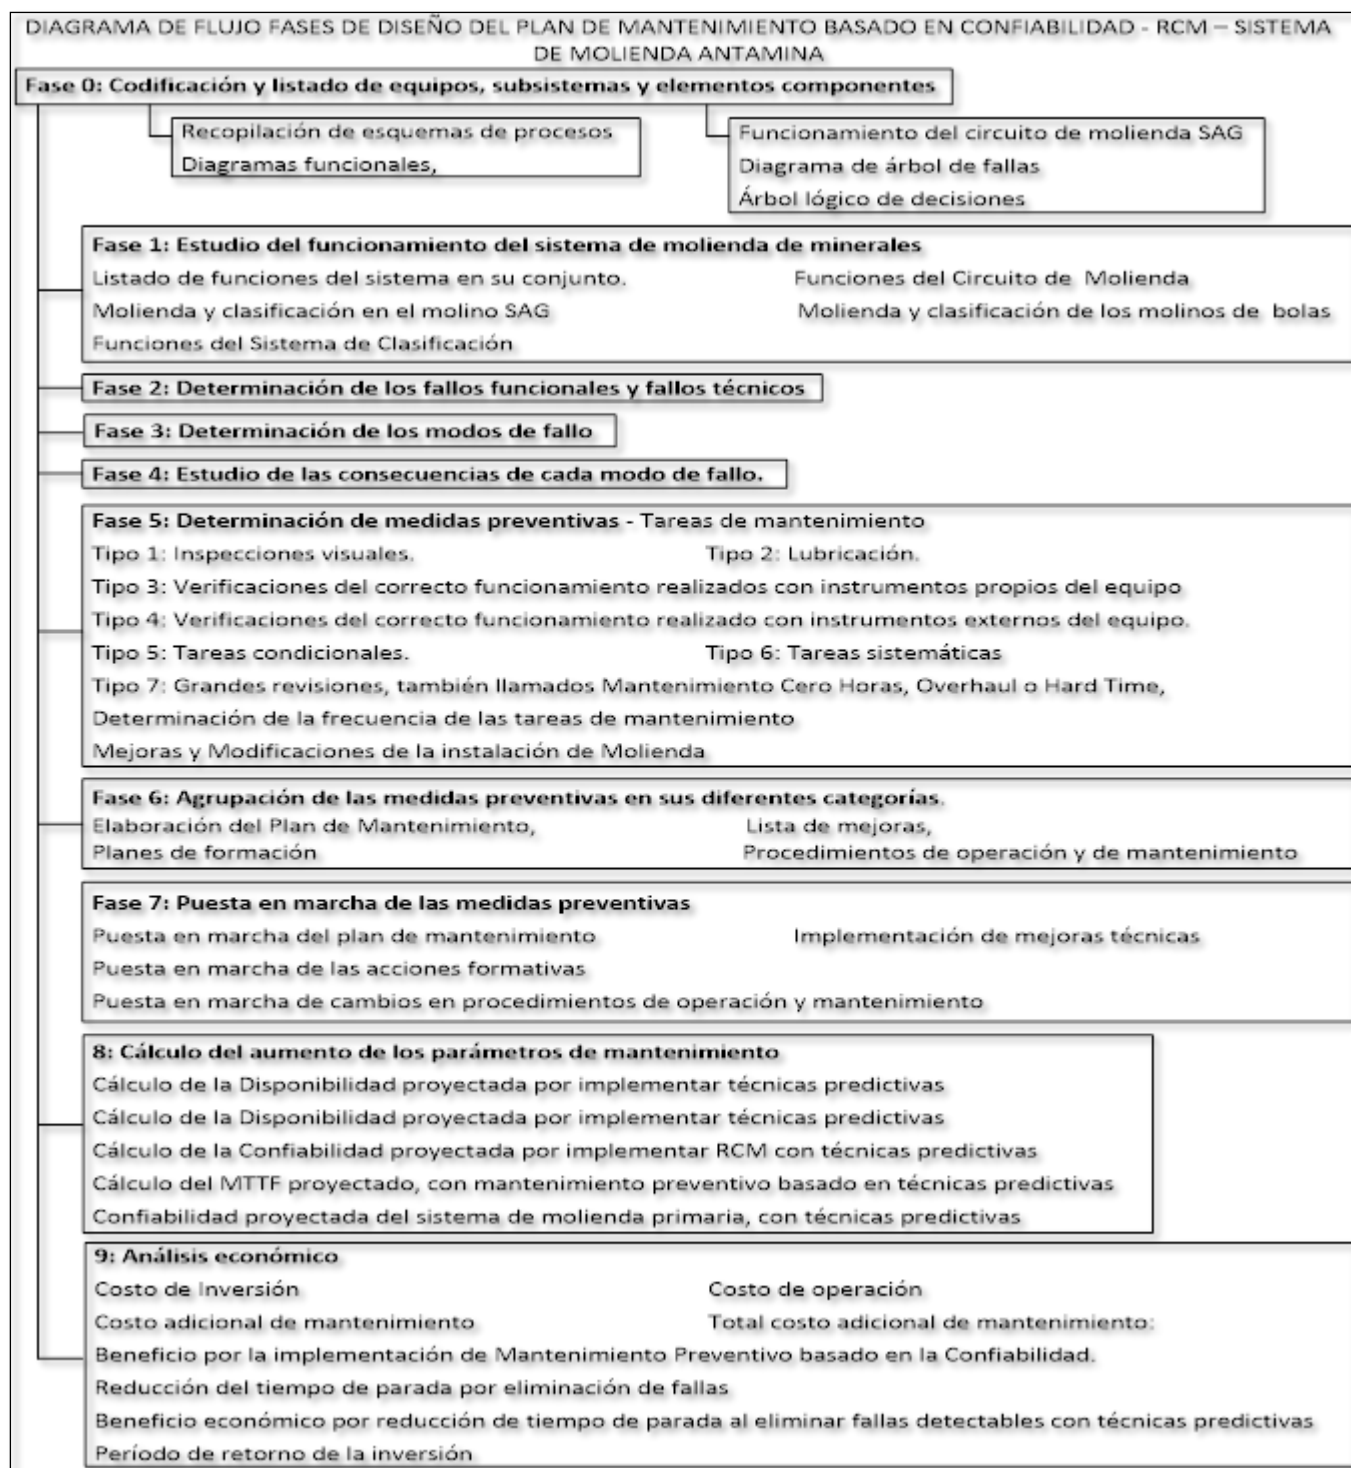 DIAGRAMA DE FLUJO FASES DE DISEÑO DEL PLAN DE MANTENIMIENTO BASADO EN CONFIABILIDAD - RCM – SISTEMA
DE MOLIENDA ANTAMINA
Fase 0: Codificación y listado de equipos, subsistemas y elementos componentes
Recopilación de esquemas de procesos
Diagramas funcionales,
Funcionamiento del circuito de molienda SAG
Diagrama de árbol de fallas
Árbol lógico de decisiones
Fase 1: Estudio del funcionamiento del sistema de molienda de minerales
Listado de funciones del sistema en su conjunto. Funciones del Circuito de Molienda
Molienda y clasificación en el molino SAG Molienda y clasificación de los molinos de bolas
Funciones del Sistema de Clasificación
Fase 2: Determinación de los fallos funcionales y fallos técnicos
Fase 3: Determinación de los modos de fallo
Fase 4: Estudio de las consecuencias de cada modo de fallo.
Fase 5: Determinación de medidas preventivas - Tareas de mantenimiento
Tipo 1: Inspecciones visuales. Tipo 2: Lubricación.
Tipo 3: Verificaciones del correcto funcionamiento realizados con instrumentos propios del equipo
Tipo 4: Verificaciones del correcto funcionamiento realizado con instrumentos externos del equipo.
Tipo 5: Tareas condicionales. Tipo 6: Tareas sistemáticas
Tipo 7: Grandes revisiones, también llamados Mantenimiento Cero Horas, Overhaul o Hard Time,
Determinación de la frecuencia de las tareas de mantenimiento
Mejoras y Modificaciones de la instalación de Molienda
Fase 6: Agrupación de las medidas preventivas en sus diferentes categorías.
Elaboración del Plan de Mantenimiento, Lista de mejoras,
Planes de formación Procedimientos de operación y de mantenimiento
Fase 7: Puesta en marcha de las medidas preventivas
Puesta en marcha del plan de mantenimiento Implementación de mejoras técnicas
Puesta en marcha de las acciones formativas
Puesta en marcha de cambios en procedimientos de operación y mantenimiento
8: Cálculo del aumento de los parámetros de mantenimiento
Cálculo de la Disponibilidad proyectada por implementar técnicas predictivas
Cálculo de la Disponibilidad proyectada por implementar técnicas predictivas
Cálculo de la Confiabilidad proyectada por implementar RCM con técnicas predictivas
Cálculo del MTTF proyectado, con mantenimiento preventivo basado en técnicas predictivas
Confiabilidad proyectada del sistema de molienda primaria, con técnicas predictivas
9: Análisis económico
Costo de Inversión Costo de operación
Costo adicional de mantenimiento Total costo adicional de mantenimiento:
Beneficio por la implementación de Mantenimiento Preventivo basado en la Confiabilidad.
Reducción del tiempo de parada por eliminación de fallas
Beneficio económico por reducción de tiempo de parada al eliminar fallas detectables con técnicas predictivas
Período de retorno de la inversión